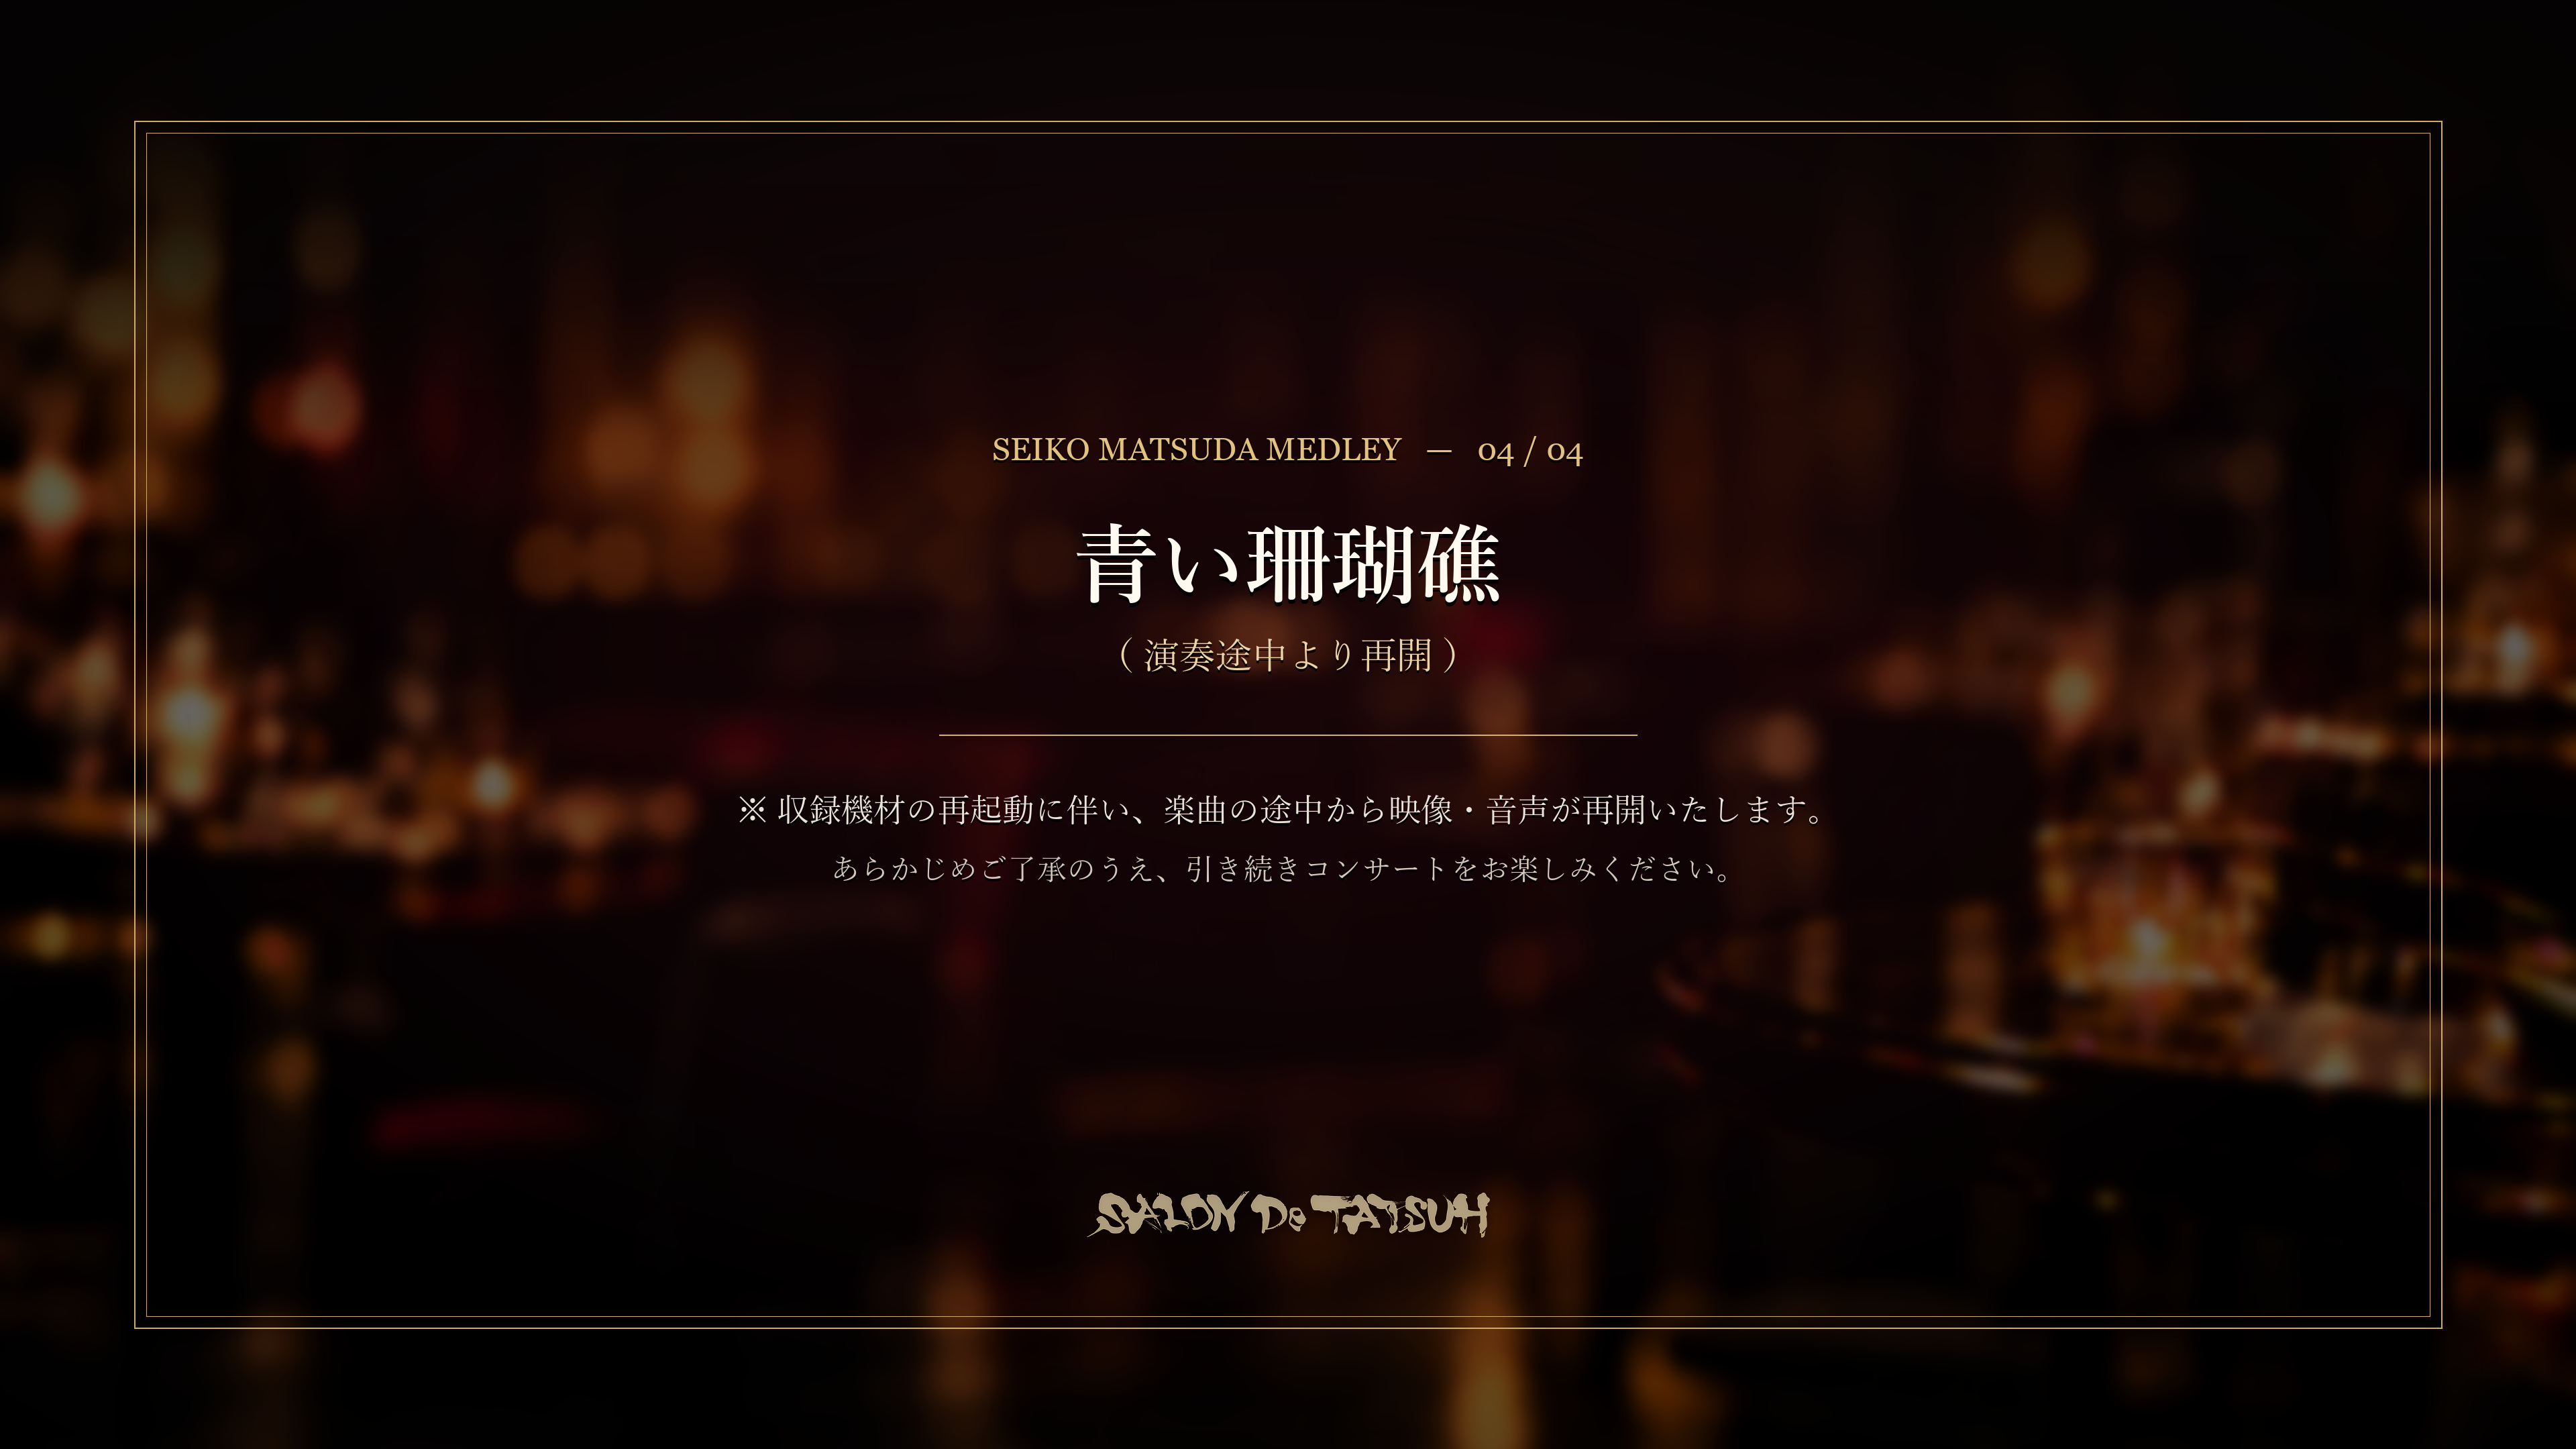 SEIKO MATSUDA MEDLEY — 04 / 04
青い珊瑚礁
（ 演奏途中より再開 ）
※ 収録機材の再起動に伴い、楽曲の途中から映像・音声が再開いたします。
あらかじめご了承のうえ、引き続きコンサートをお楽しみください。
SALON De TATSUH